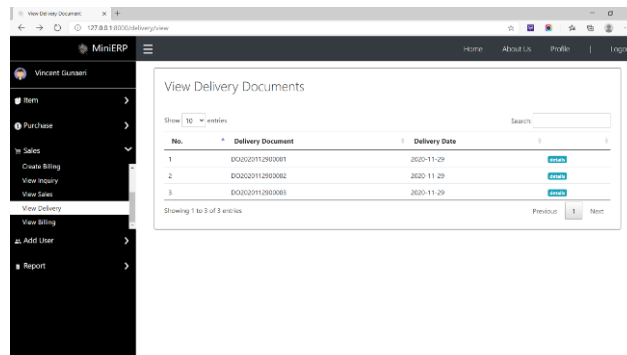 View Delivery Document
127.0.0.1:8000/delivery/view
MiniERP
Home About Us Profile | Logo
Vincent Gunaeri
Item
Purchase
Sales
Create Billing
View Inquiry
View Sales
View Delivery
View Billing
Add User
Report
View Delivery Documents
Show 10 entries
Search:
No. Delivery Document Delivery Date
1 DO2020112900001 2020-11-29 details
2 DO2020112900002 2020-11-29 details
3 DO2020112900003 2020-11-29 details
Showing 1 to 3 of 3 entries
Previous 1 Next